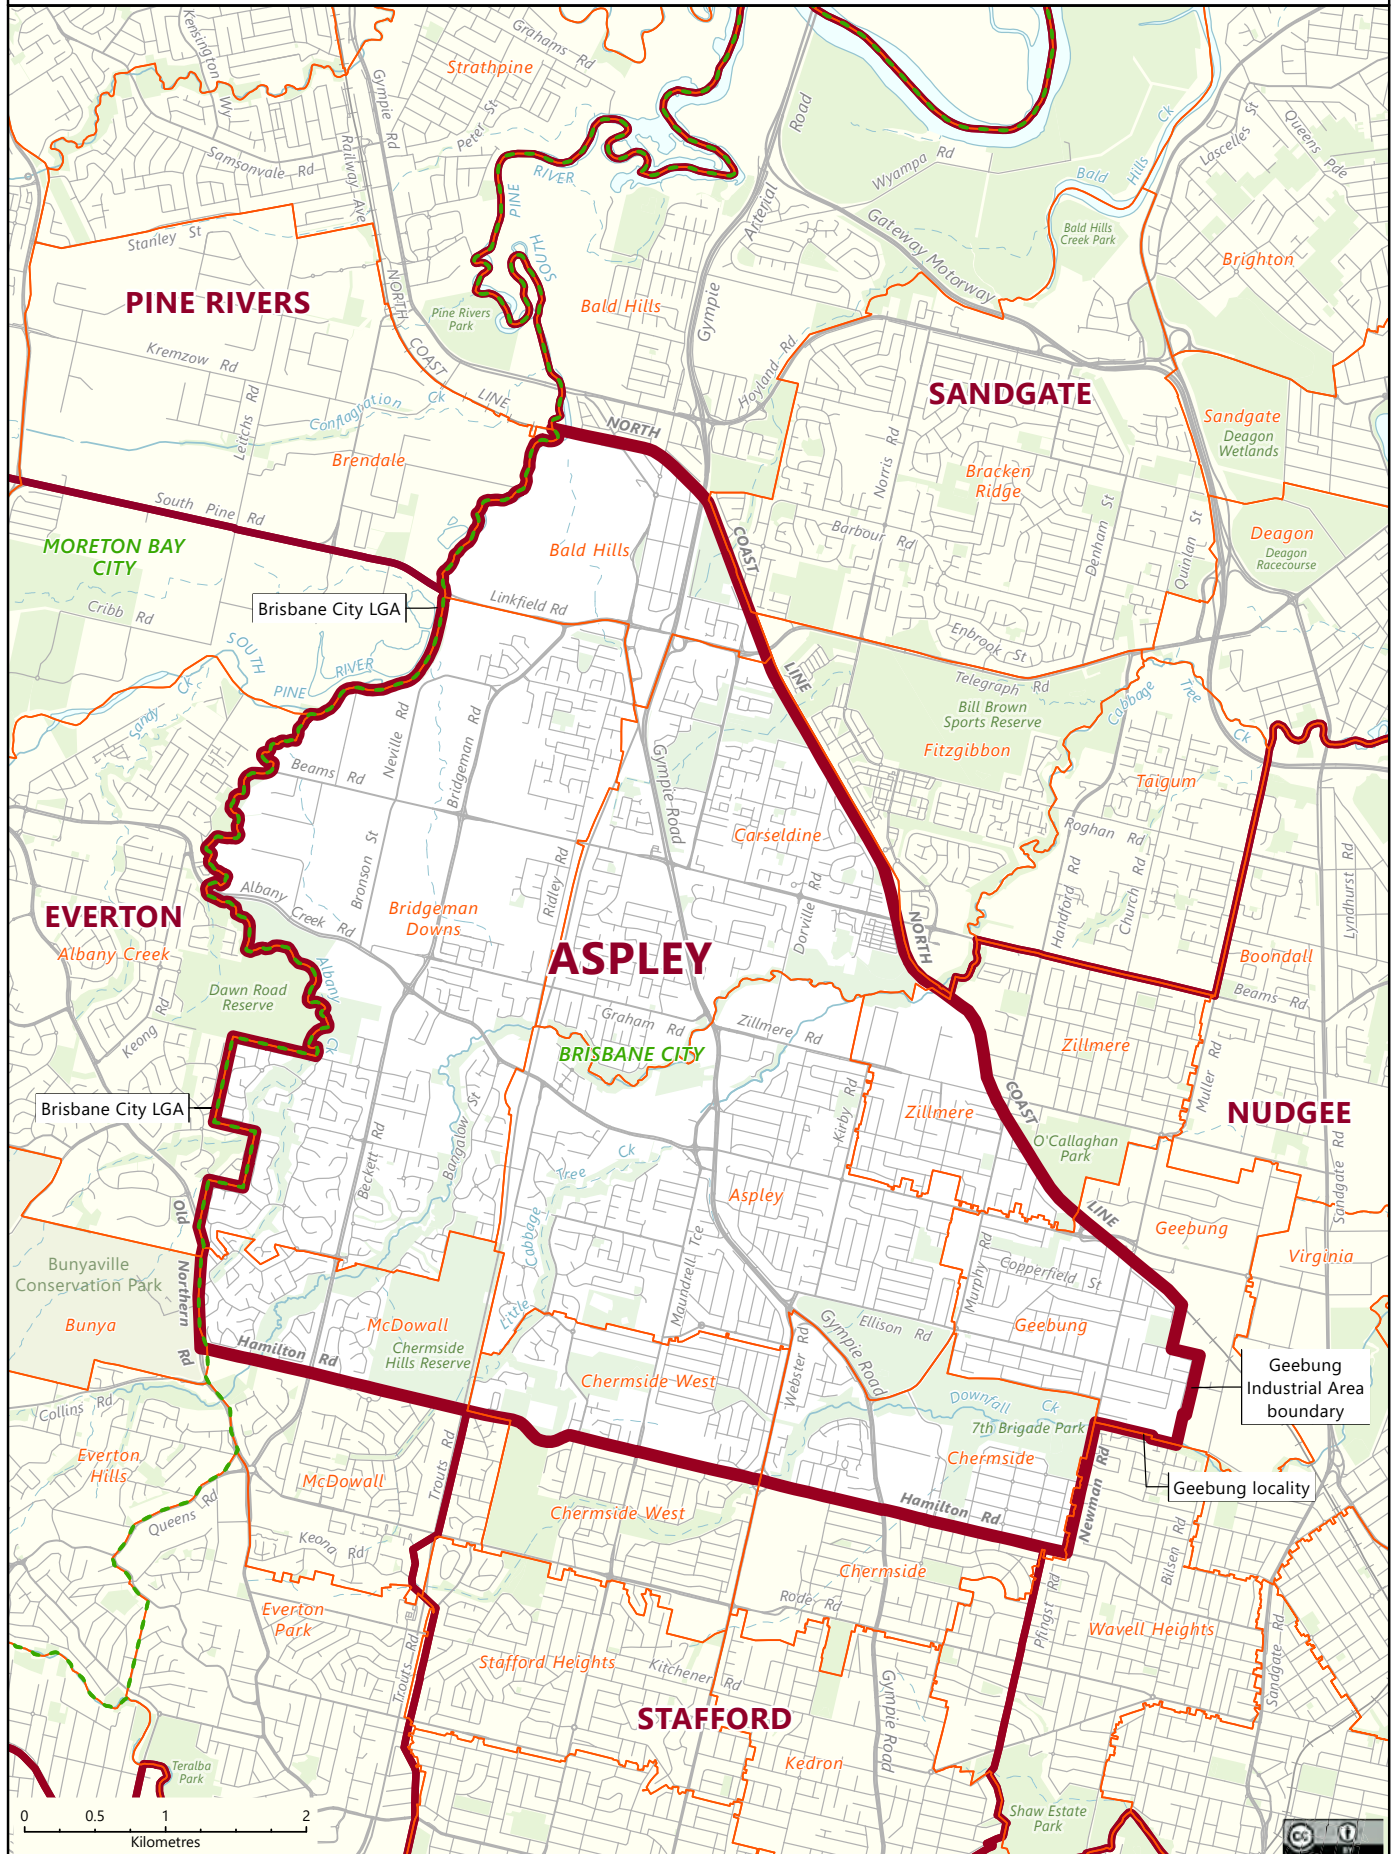 Kensington Wy
Grahams Rd
Strathpine
Gympie Rd
Peter St
Railway Ave
Samsonvale Rd
Road
Arterial
Wyampa Rd
Lascelles St
Queens Pde
Bald Hills Ck
Bald Hills
Creek Park
Brighton
PINE RIVER
SOUTH
Gateway Motorway
Stanley St
PINE RIVERS
Pine Rivers
Park
Bald Hills
Gympie
NORTH COAST LINE
Kremzow Rd
Leitchs Rd
Conflagration Ck
Brendale
Hoyland Rd
SANDGATE
Sandgate
Deagon
Wetlands
NORTH
Norris Rd
Bracken
Ridge
Denham St
Quinlan St
Barbour Rd
Deagon
Deagon
Racecourse
South Pine Rd
MORETON BAY
CITY
Cribb Rd
Brisbane City LGA
Bald Hills
COAST
Linkfield Rd
Enbrook St
Telegraph Rd
LINE
SOUTH
PINE RIVER
Sandy Ck
Bill Brown
Sports Reserve
Fitzgibbon
Cabbage Tree Ck
Taigum
Neville Rd
Bridgeman Rd
Beams Rd
Gympie Road
Carseldine
Roghan Rd
Handford Rd
Church Rd
Lyndhurst Rd
Bronson St
Ridley Rd
Dorville Rd
Albany Creek Rd
Bridgeman
Downs
EVERTON
Albany Creek
ASPLEY
NORTH
Boondall
Beams Rd
Dawn Road
Reserve
Albany Ck
Keong Rd
Graham Rd
Zillmere Rd
BRISBANE CITY
Zillmere
Muller Rd
Brisbane City LGA
Bangalow St
Beckett Rd
Kirby Rd
Zillmere
COAST
O'Callaghan
Park
NUDGEE
Sandgate Rd
Little Cabbage Tree Ck
Aspley
LINE
Geebung
Virginia
Old Northern Rd
Bunyaville
Conservation Park
Bunya
Maundrell Tce
Murphy Rd
Copperfield St
Geebung
McDowall
Chermside
Hills Reserve
Hamilton Rd
Ellison Rd
Gympie Road
Webster Rd
Chermside West
Geebung
Industrial Area
boundary
Collins Rd
Downfall Ck
7th Brigade Park
Chermside
Geebung locality
Everton
Hills
McDowall
Trouts Rd
Queens Rd
Chermside West
Hamilton Rd
Newman Rd
Keona Rd
Chermside
Bilsen Rd
Rode Rd
Pfingst Rd
Everton
Park
Wavell Heights
Trouts Rd
Stafford Heights
Kitchener Rd
Sandgate Rd
STAFFORD
Gympie Road
Kedron
Teralba
Park
Shaw Estate
Park
0 0.5 1 2
Kilometres
cc